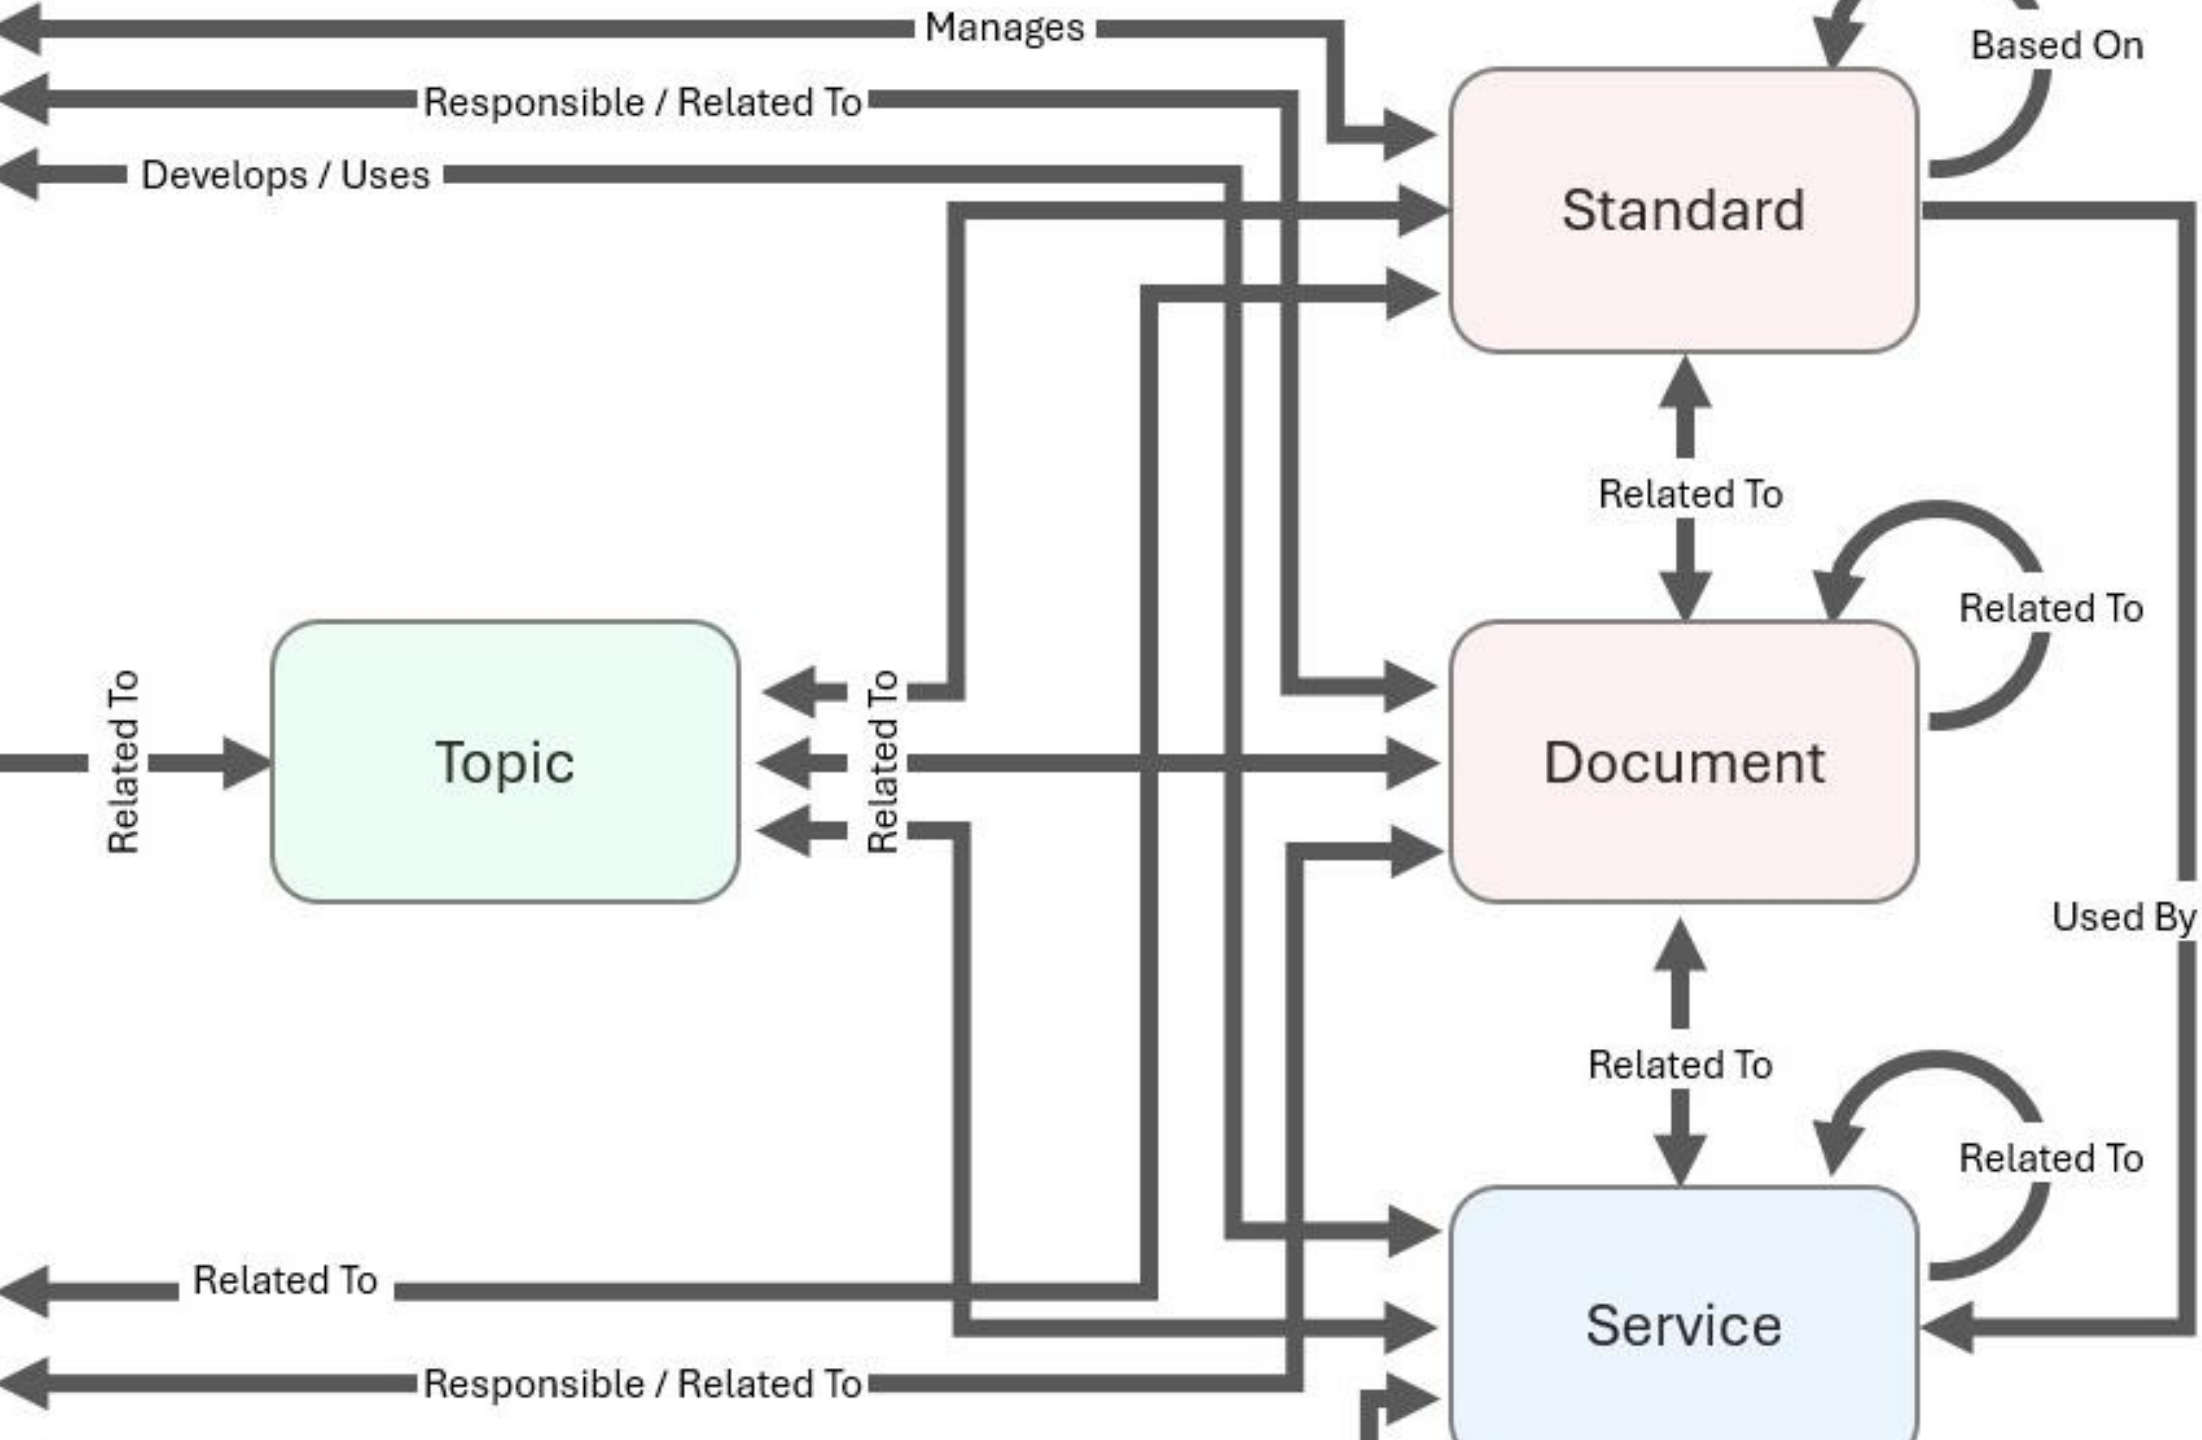 Manages
Based On
Responsible / Related To
Develops / Uses
Standard
Related To
Related To
Related To
Topic
Related To
Document
Used By
Related To
Related To
Related To
Service
Responsible / Related To